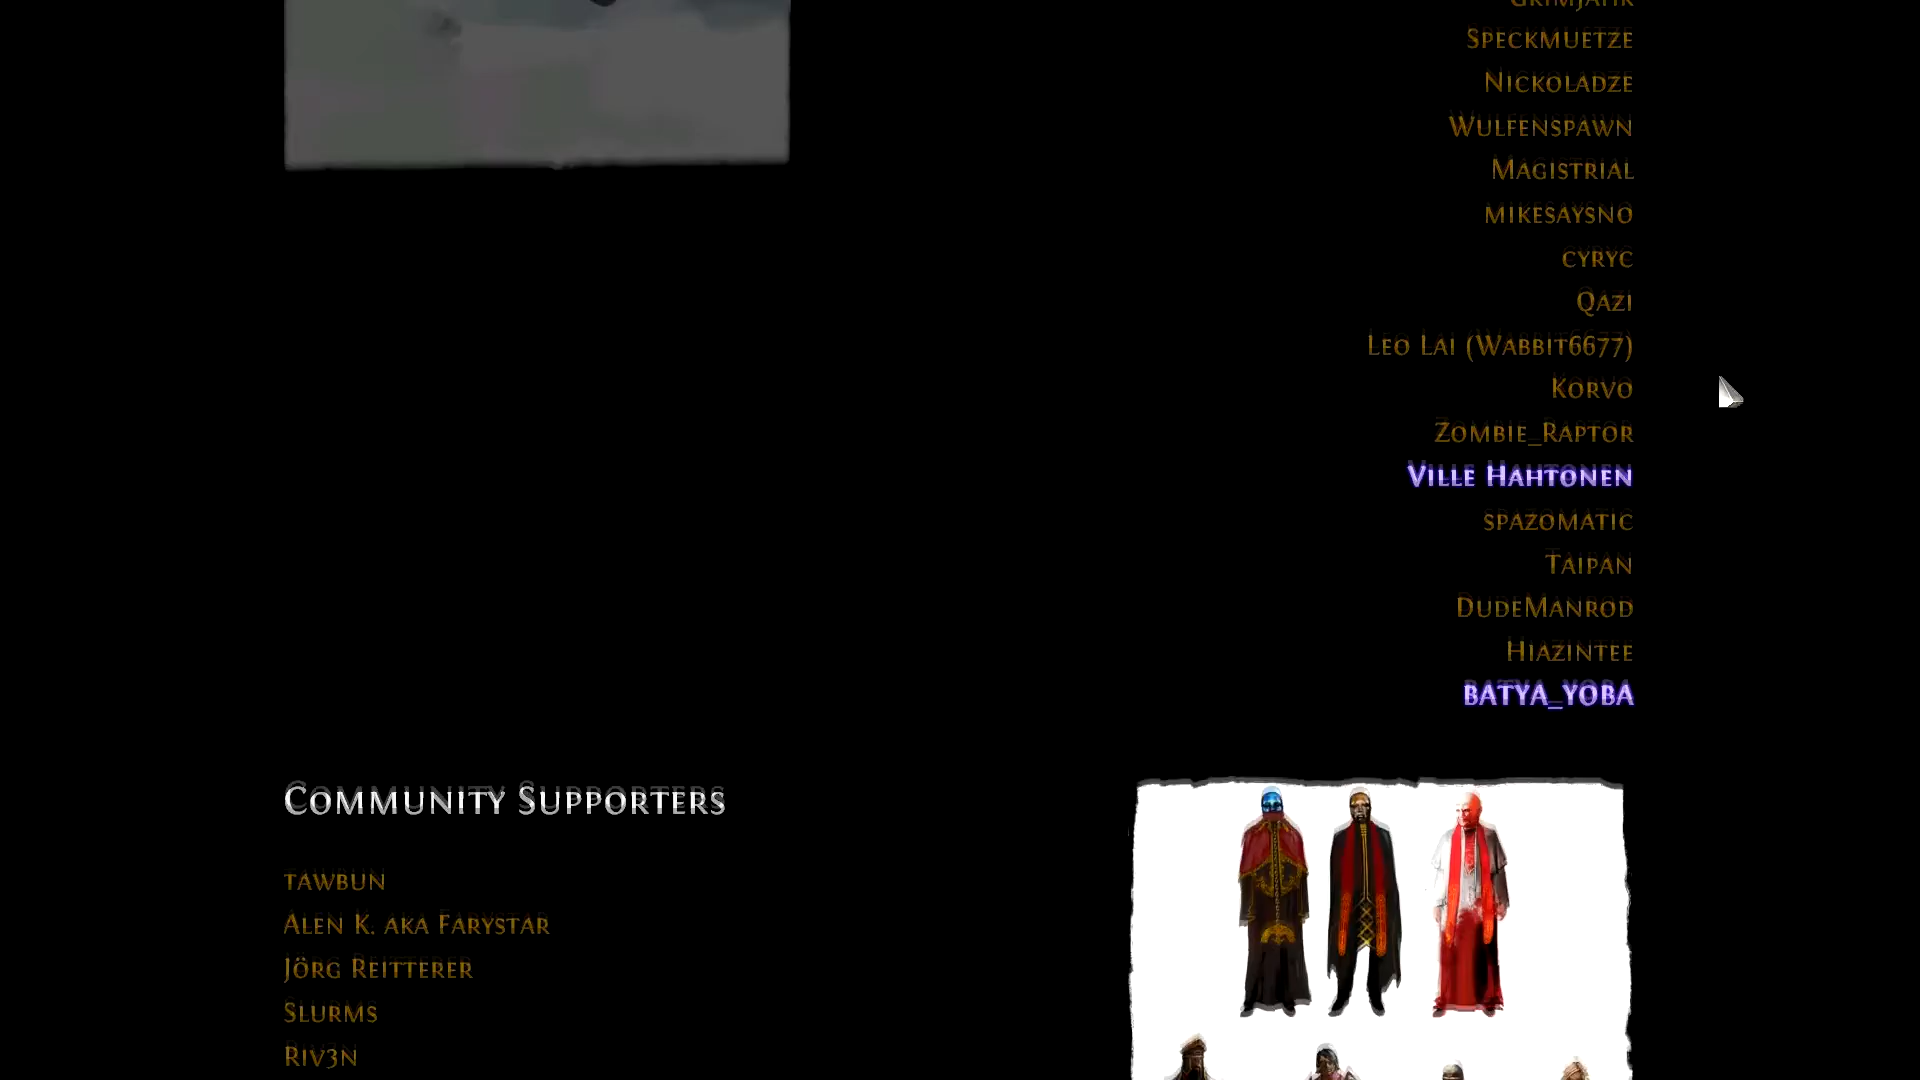 Speckmuetze
Nickoladze
Wulfenspawn
Magistrial
mikesaysno
cyryc
Qazi
Leo Lai (Wabbit6677)
Korvo
Zombie_Raptor
Ville Hahtonen
spazomatic
Taipan
DudeManrod
Hiazintee
BATYA_YOBA
Community Supporters
tawbun
Alen K. aka Farystar
Jörg Reitterer
Slurms
Riv3n